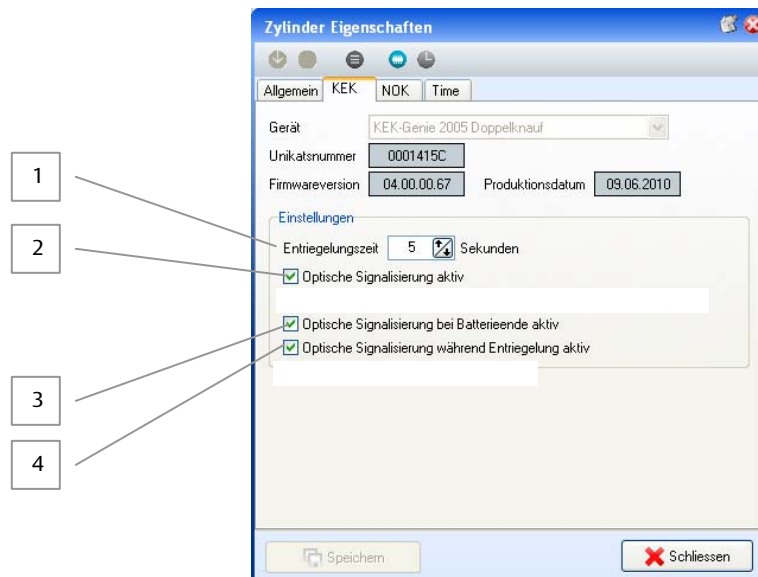 Zylinder Eigenschaften
Allgemein KEK NOK Time
Gerät KEK-Genie 2005 Doppelknauf
Unikatsnummer 0001415C
Firmwareversion 04.00.00.67 Produktionsdatum 09.06.2010
Einstellungen
1 Entriegelungszeit 5 Sekunden
2 Optische Signalisierung aktiv
3 Optische Signalisierung bei Batterieende aktiv
4 Optische Signalisierung während Entriegelung aktiv
Speichern Schliessen